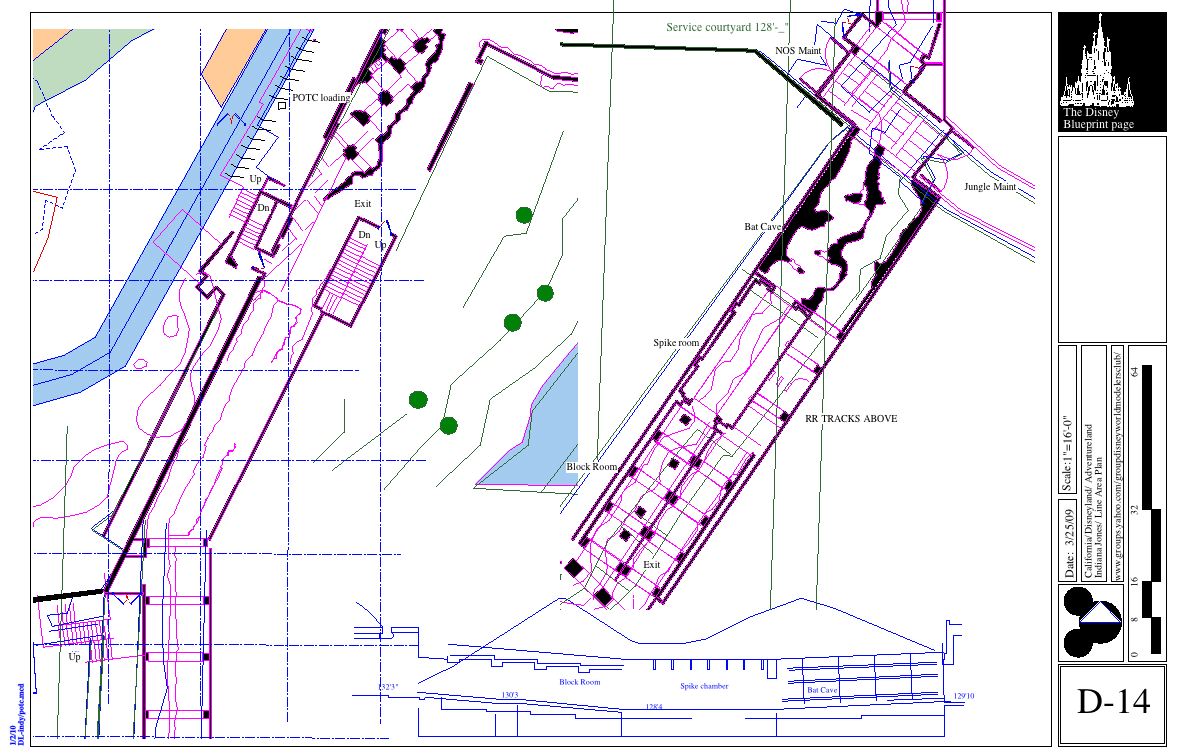 Service courtyard 128'-_"
NOS Maint
POTC loading
Up
Dn
Exit
Dn
Up
Jungle Maint
Bat Cave
Spike room
RR TRACKS ABOVE
Block Room
Exit
Up
Block Room
Spike chamber
Bat Cave
132'3"
130'3
128'4
129'10
1/2/10
DL-indy/potc.mcd
The Disney
Blueprint page
Scale:1"=16'-0"
Date: 3/25/09
California/Disneyland/ Adventureland
Indiana Jones/ Line Area Plan
www.groups.yahoo.com/groupdisneyworldmodelersclub/
64
32
16
8
0
D-14